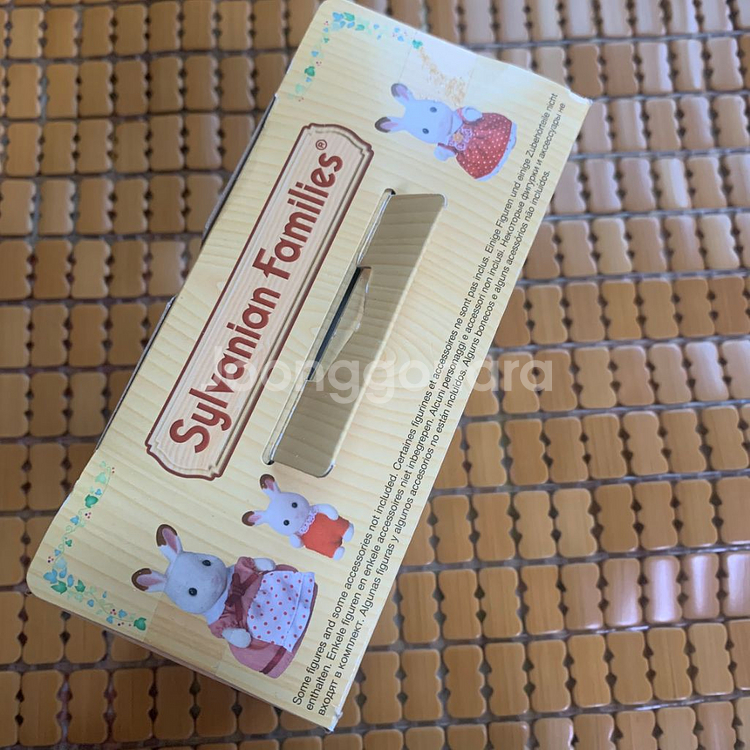 Sylvanian Families®
Joonggonara
Some figures and some accessories not included. Certaines figurines et accessoires ne sont pas inclus. Einige Figuren und einige Zubehörteile nicht
enthalten. Enkele figuren en enkele accessoires niet inbegrepen. Alcuni personaggi e accessori non inclusi. Некоторые фигурки и аксессуары не
входят в комплект. Algunas figuras y algunos accesorios no están incluidos. Alguns bonecos e alguns acessórios não incluídos.